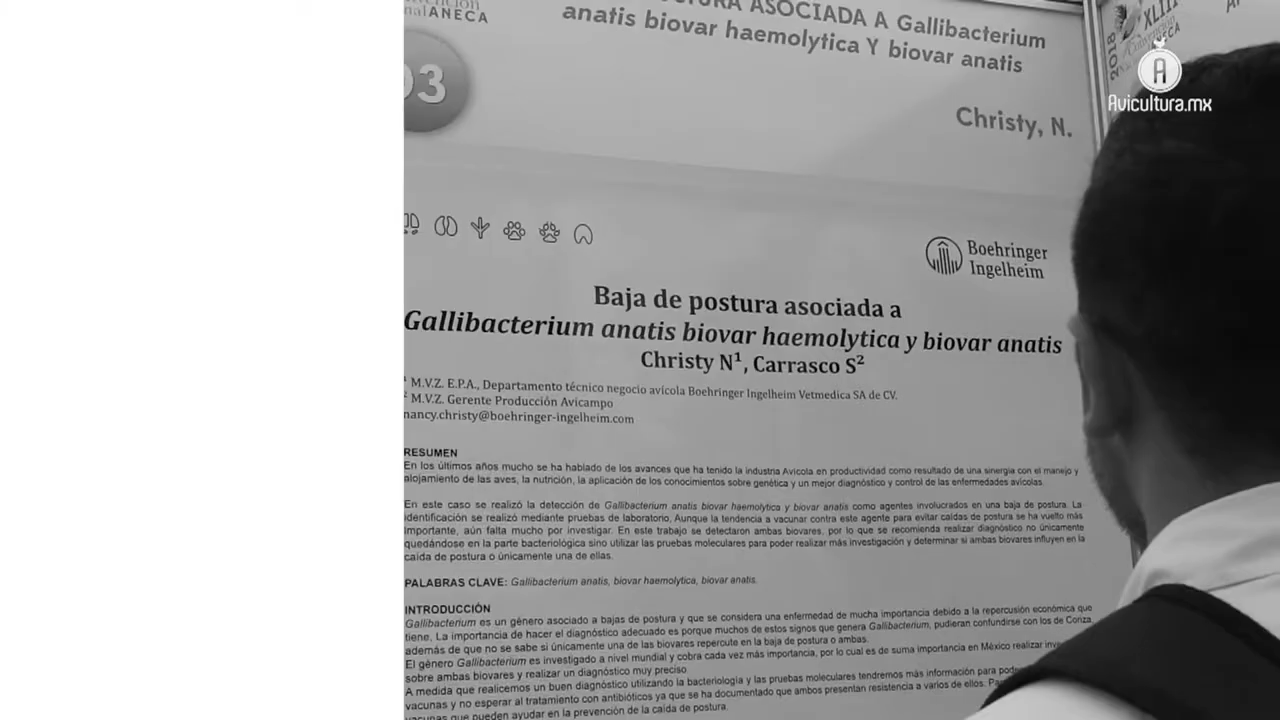 nalANECA
ASOCIADA A Gallibacterium
anatis biovar haemolytica Y biovar anatis
03
Christy, N.
2018
XLIII
Convención
ANECA
Avicultura.mx
Boehringer
Ingelheim
Baja de postura asociada a
Gallibacterium anatis biovar haemolytica y biovar anatis
Christy N¹, Carrasco S²
¹ M.V.Z. E.P.A., Departamento técnico negocio avícola Boehringer Ingelheim Vetmedica SA de CV.
² M.V.Z. Gerente Producción Avicampo
nancy.christy@boehringer-ingelheim.com
RESUMEN
En los últimos años mucho se ha hablado de los avances que ha tenido la industria Avícola en productividad como resultado de una sinergia con el manejo y
alojamiento de las aves, la nutrición, la aplicación de los conocimientos sobre genética y un mejor diagnóstico y control de las enfermedades avícolas.
En este caso se realizó la detección de Gallibacterium anatis biovar haemolytica y biovar anatis como agentes involucrados en una baja de postura. La
identificación se realizó mediante pruebas de laboratorio, Aunque la tendencia a vacunar contra este agente para evitar caídas de postura se ha vuelto más
importante, aún falta mucho por investigar. En este trabajo se detectaron ambas biovares, por lo que se recomienda realizar diagnóstico no únicamente
quedándose en la parte bacteriológica sino utilizar las pruebas moleculares para poder realizar más investigación y determinar si ambas biovares influyen en la
caída de postura o únicamente una de ellas.
PALABRAS CLAVE: Gallibacterium anatis, biovar haemolytica, biovar anatis.
INTRODUCCIÓN
Gallibacterium es un género asociado a bajas de postura y que se considera una enfermedad de mucha importancia debido a la repercusión económica que
tiene, La importancia de hacer el diagnóstico adecuado es porque muchos de estos signos que genera Gallibacterium, pudieran confundirse con los de Coriza,
además de que no se sabe si únicamente una de las biovares repercute en la baja de postura o ambas.
El género Gallibacterium es investigado a nivel mundial y cobra cada vez más importancia, por lo cual es de suma importancia en México realizar inve
sobre ambas biovares y realizar un diagnóstico muy preciso.
A medida que realicemos un buen diagnóstico utilizando la bacteriología y las pruebas moleculares tendremos más información para pode
vacunas y no esperar al tratamiento con antibióticos ya que se ha documentado que ambos presentan resistencia a varios de ellos. Pa
vacunas que pueden ayudar en la prevención de la caída de postura.